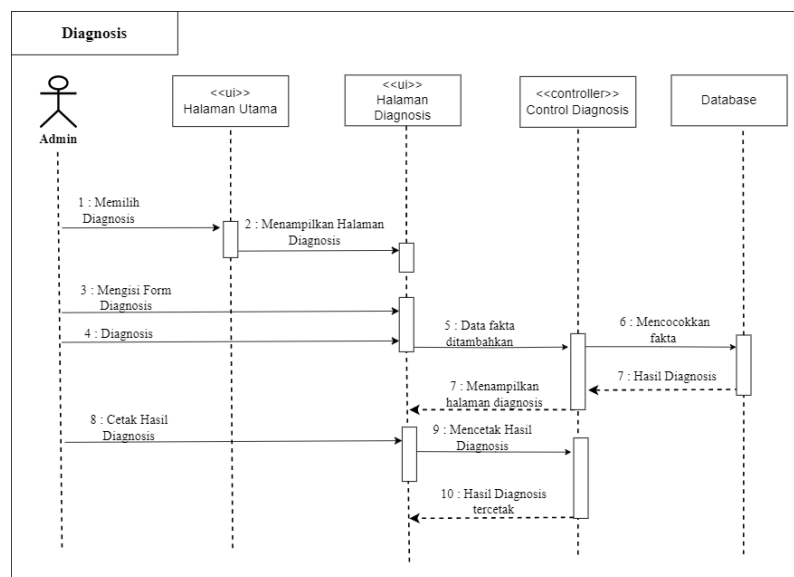 Diagnosis
<<ui>>
Halaman Utama
<<ui>>
Halaman
Diagnosis
<<controller>>
Control Diagnosis
Database
Admin
1 : Memilih
Diagnosis
2 : Menampilkan Halaman
Diagnosis
3 : Mengisi Form
Diagnosis
4 : Diagnosis
5 : Data fakta
ditambahkan
6 : Mencocokkan
fakta
7 : Hasil Diagnosis
7 : Menampilkan
halaman diagnosis
8 : Cetak Hasil
Diagnosis
9 : Mencetak Hasil
Diagnosis
10 : Hasil Diagnosis
tercetak